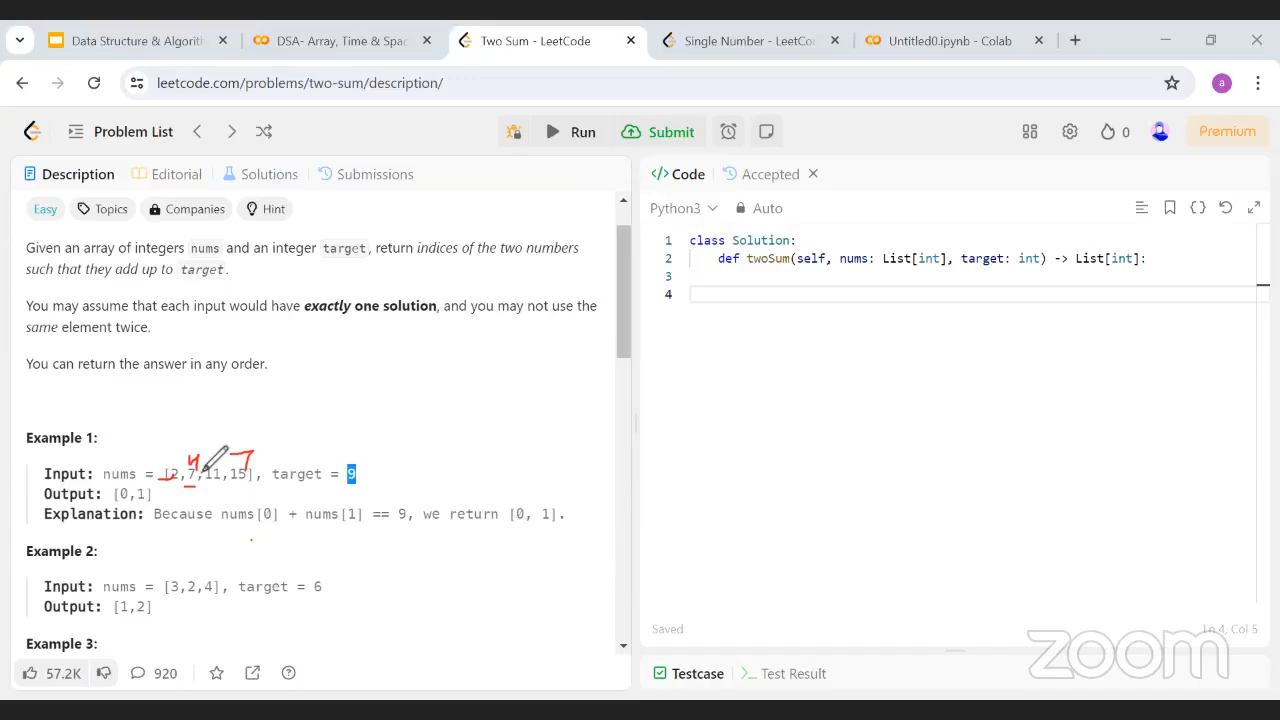 Data Structure & Algorith
DSA- Array, Time & Spac
Two Sum - LeetCode
Single Number - LeetCo
Untitled0.ipynb - Colab
leetcode.com/problems/two-sum/description/
a
Problem List
Run
Submit
0
Premium
Description
Editorial
Solutions
Submissions
Code
Accepted
Easy
Topics
Companies
Hint
Python3
Auto
Given an array of integers nums and an integer target, return indices of the two numbers
such that they add up to target.
You may assume that each input would have exactly one solution, and you may not use the
same element twice.
You can return the answer in any order.
Example 1:
4 7
Input: nums = [2,7,11,15], target = 9
Output: [0,1]
Explanation: Because nums[0] + nums[1] == 9, we return [0, 1].
Example 2:
Input: nums = [3,2,4], target = 6
Output: [1,2]
Example 3:
57.2K
920
1 class Solution:
2 def twoSum(self, nums: List[int], target: int) -> List[int]:
3
4
Saved
Ln 4, Col 5
zoom
Testcase
Test Result